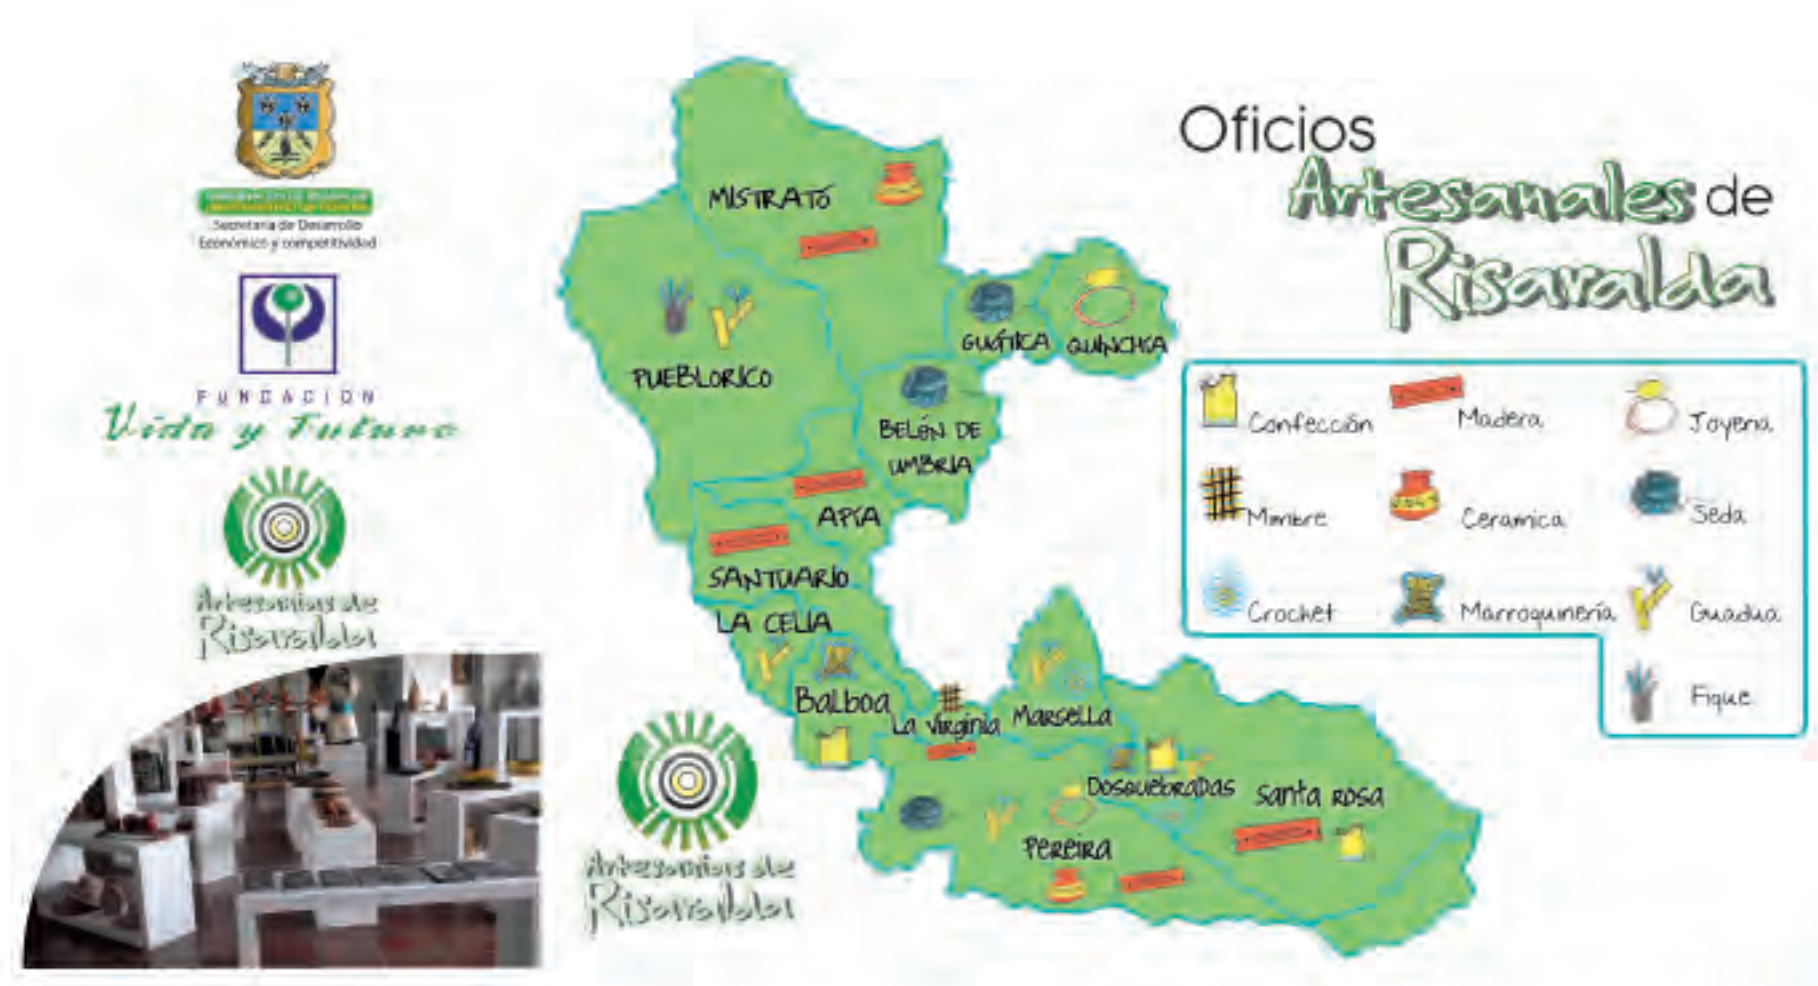 Secretaría de Desarrollo
Económico y competitividad
FUNDACION
Vida y Futuro
Artesanías de
Risaralda
Oficios
Artesanales de
Risaralda
MISTRATÓ
PUEBLORICO
GUÁTICA
QUINCHIA
BELÉN DE
UMBRÍA
APÍA
SANTUARIO
LA CELIA
Balboa
La Virginia
Marsella
Dosquebradas
Santa Rosa
Pereira
Artesanías de
Risaralda
Confección
Madera
Joyería
Mimbre
Ceramica
Seda
Crochet
Marroquinería
Guadua
Fique